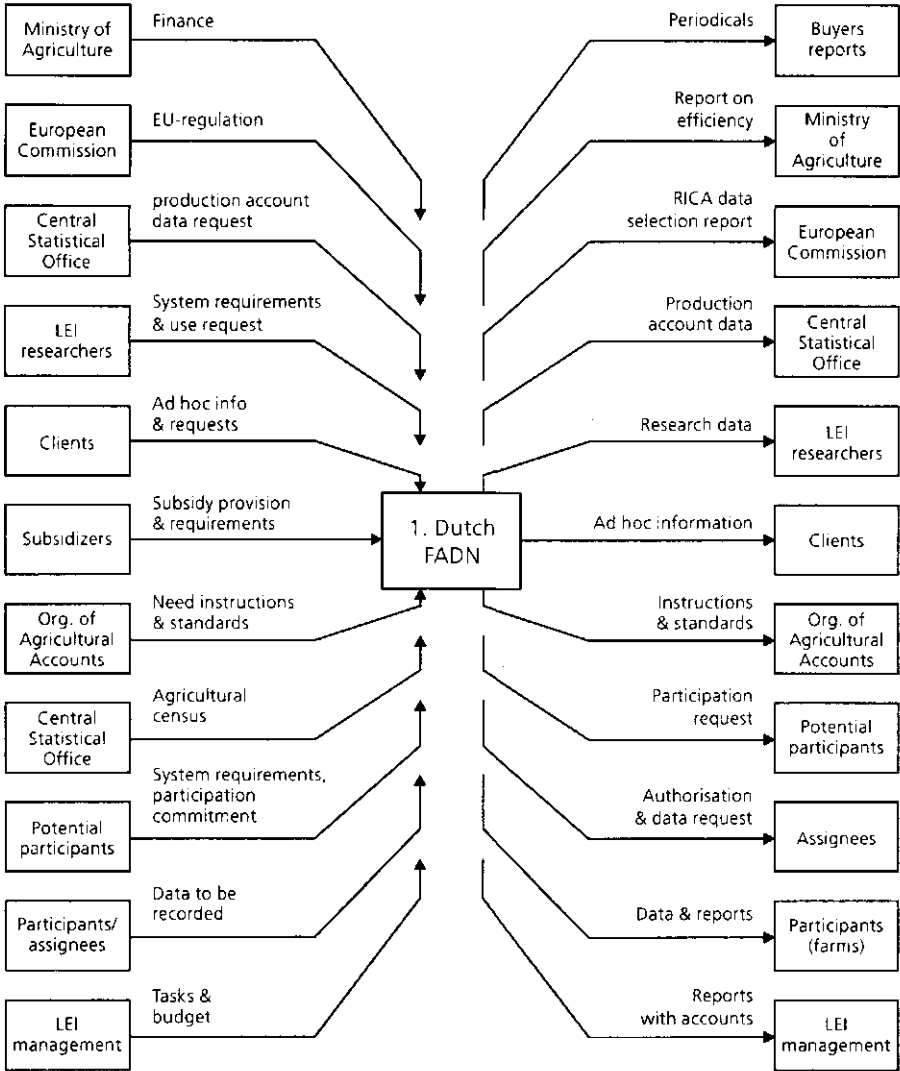 Ministry of
Agriculture
Finance
Periodicals
Buyers
reports
European
Commission
EU-regulation
Report on
efficiency
Ministry
of
Agriculture
Central
Statistical
Office
production account
data request
RICA data
selection report
European
Commission
LEI
researchers
System requirements
& use request
Production
account data
Central
Statistical
Office
Clients
Ad hoc info
& requests
Research data
LEI
researchers
Subsidizers
Subsidy provision
& requirements
1. Dutch
FADN
Ad hoc information
Clients
Org. of
Agricultural
Accounts
Need instructions
& standards
Instructions
& standards
Org. of
Agricultural
Accounts
Central
Statistical
Office
Agricultural
census
Participation
request
Potential
participants
Potential
participants
System requirements,
participation
commitment
Authorisation
& data request
Assignees
Participants/
assignees
Data to be
recorded
Data & reports
Participants
(farms)
LEI
management
Tasks &
budget
Reports
with accounts
LEI
management